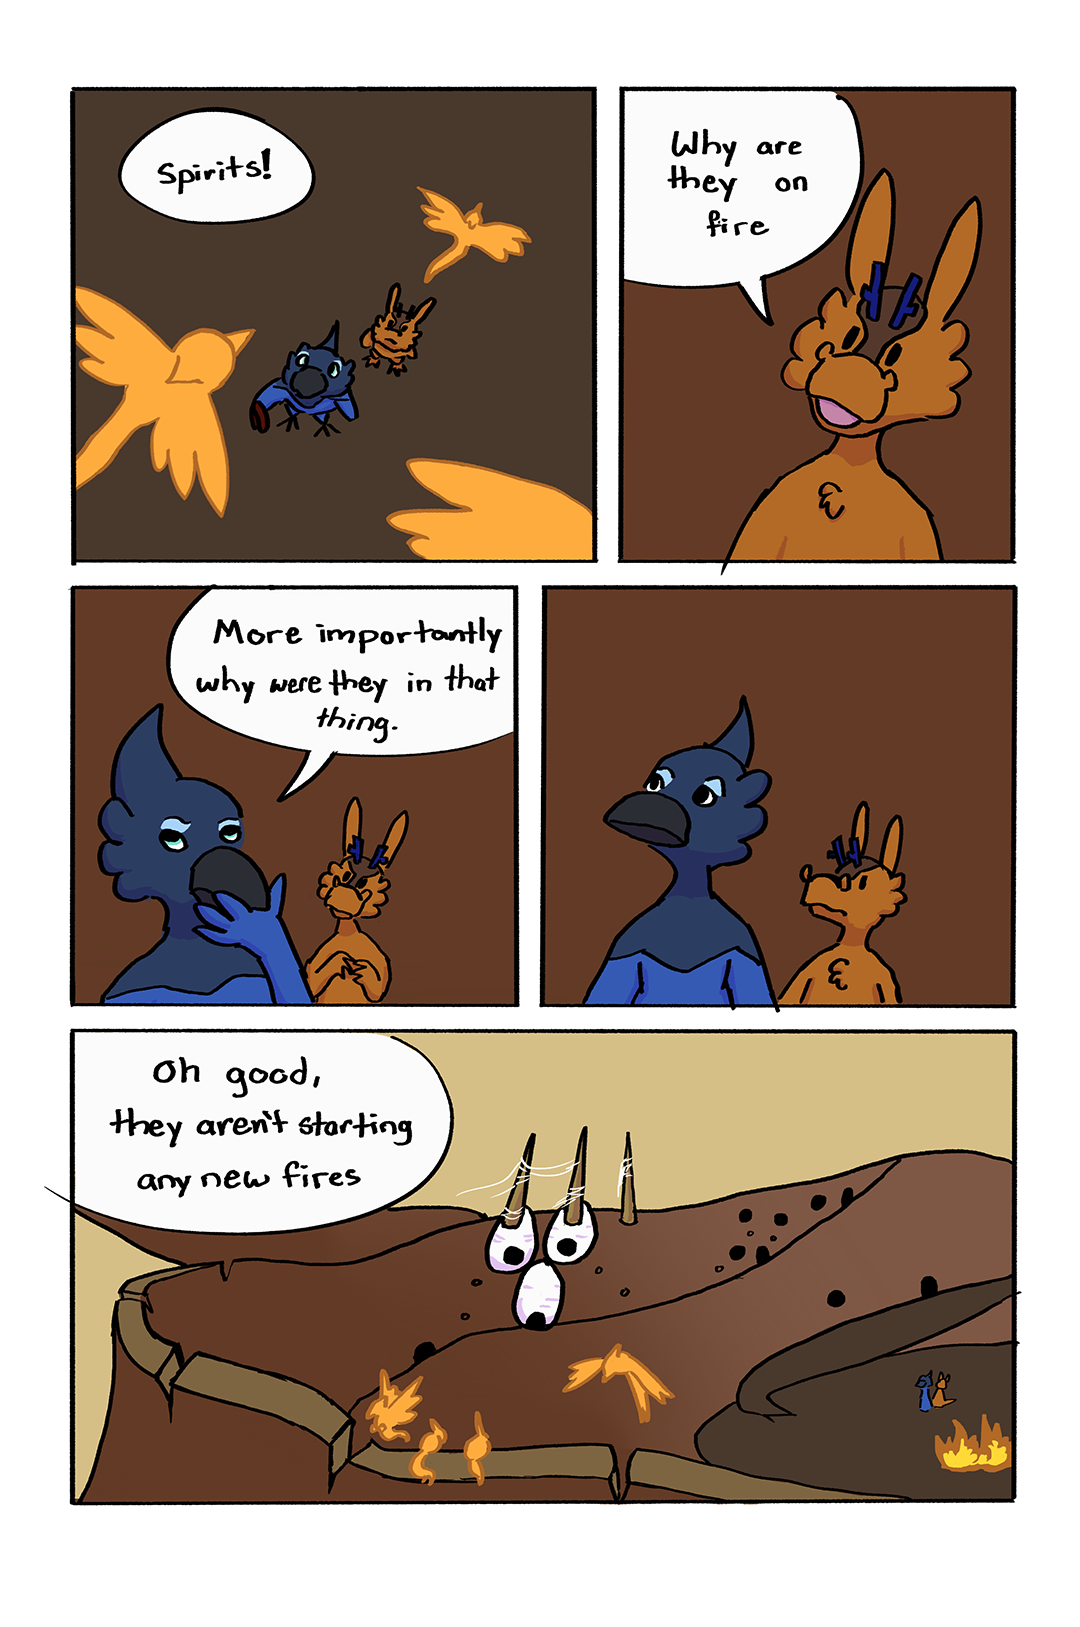 Spirits!
Why are
they on
fire
More importantly
why were they in that
thing.
Oh good,
they aren't starting
any new fires